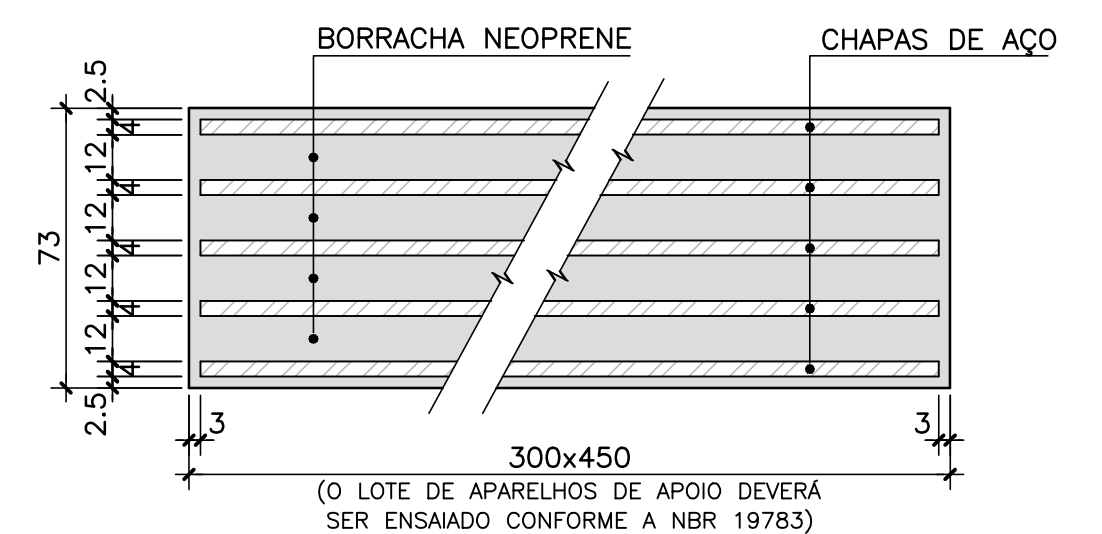 BORRACHA NEOPRENE
CHAPAS DE AÇO
2.5
4
12
4
12
4
12
4
12
4
2.5
73
3
3
300x450
(O LOTE DE APARELHOS DE APOIO DEVERÁ
SER ENSAIADO CONFORME A NBR 19783)